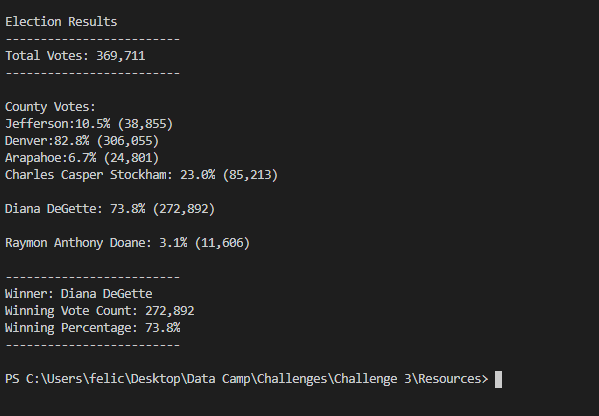 Election Results
-------------------------
Total Votes: 369,711
-------------------------
County Votes:
Jefferson:10.5% (38,855)
Denver:82.8% (306,055)
Arapahoe:6.7% (24,801)
Charles Casper Stockham: 23.0% (85,213)
Diana DeGette: 73.8% (272,892)
Raymon Anthony Doane: 3.1% (11,606)
-------------------------
Winner: Diana DeGette
Winning Vote Count: 272,892
Winning Percentage: 73.8%
-------------------------
PS C:\Users\felic\Desktop\Data Camp\Challenges\Challenge 3\Resources>